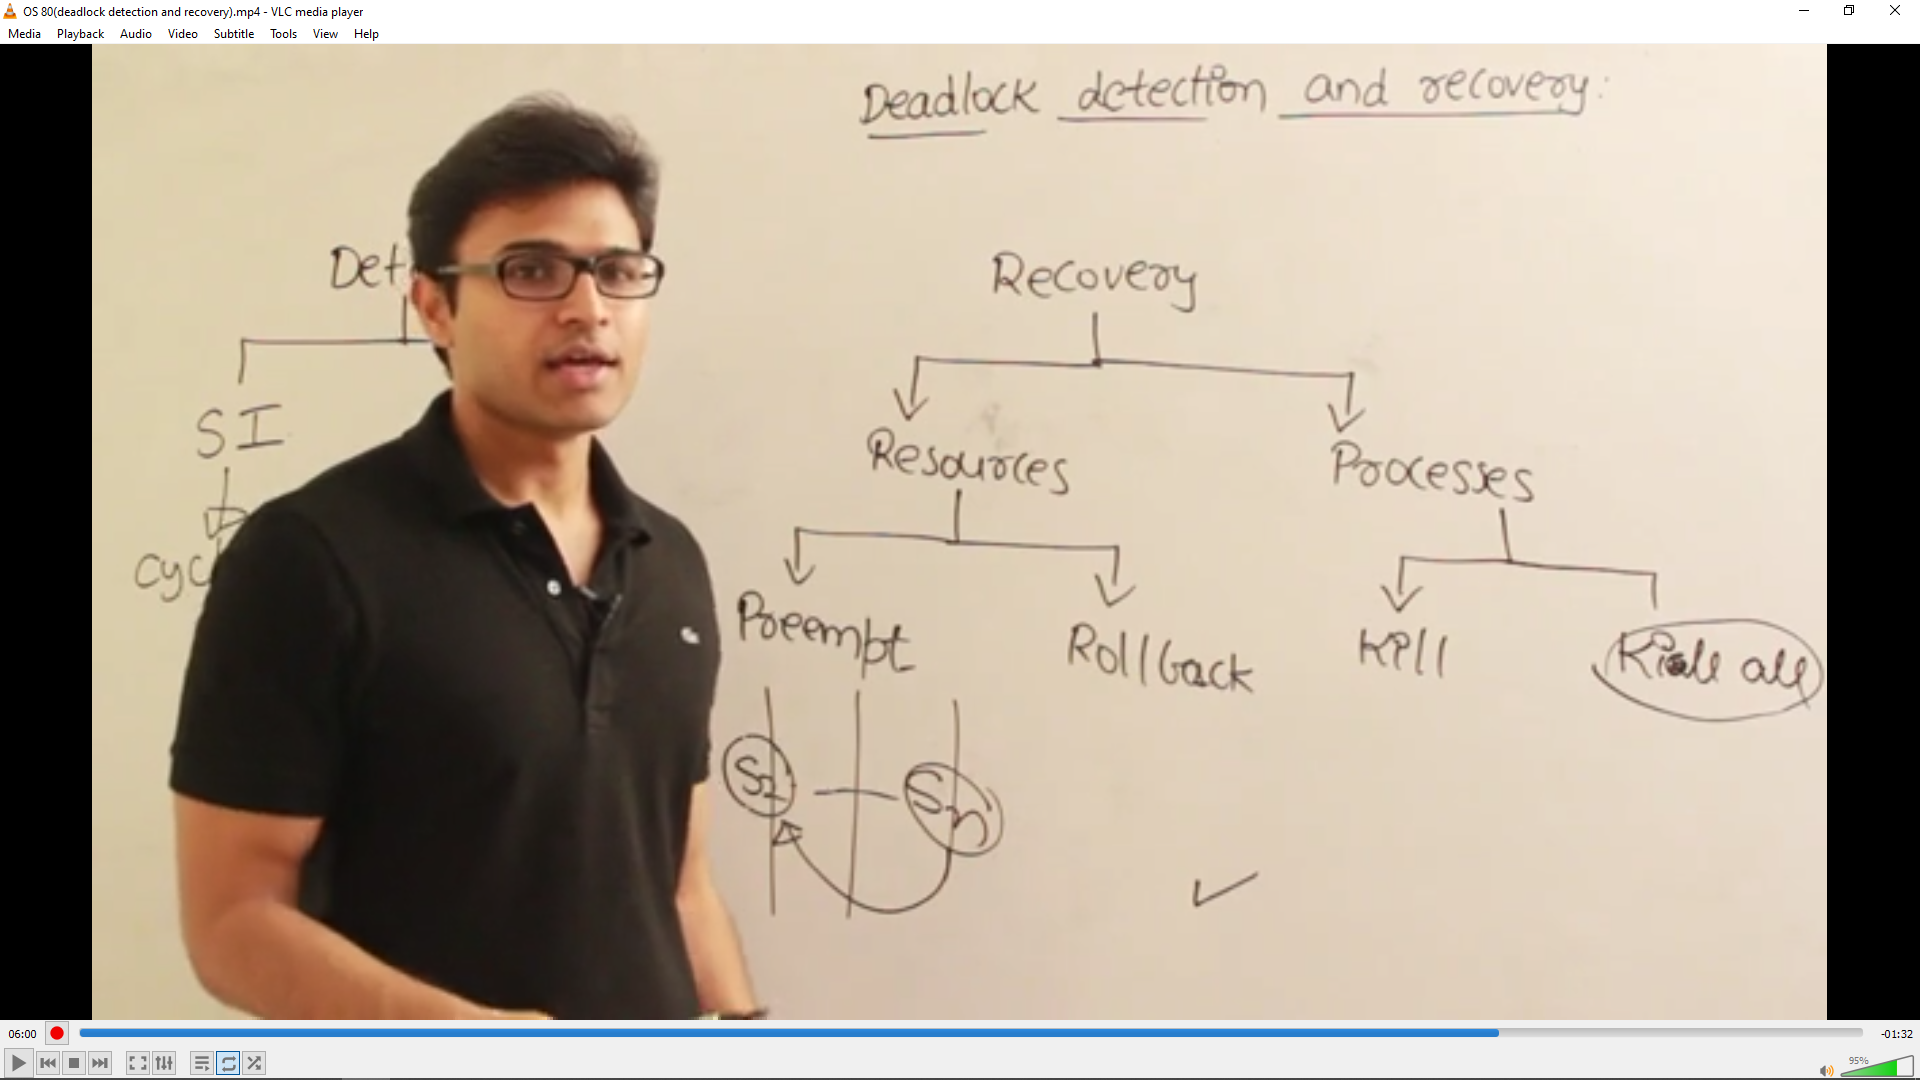 OS 80(deadlock detection and recovery).mp4 - VLC media player
Media Playback Audio Video Subtitle Tools View Help
Deadlock detection and recovery:
Det
Recovery
SI
Resources
Processes
cyc
Preempt
Rollback
Kill
Kill all
S1
Sn
06:00
-01:32
95%